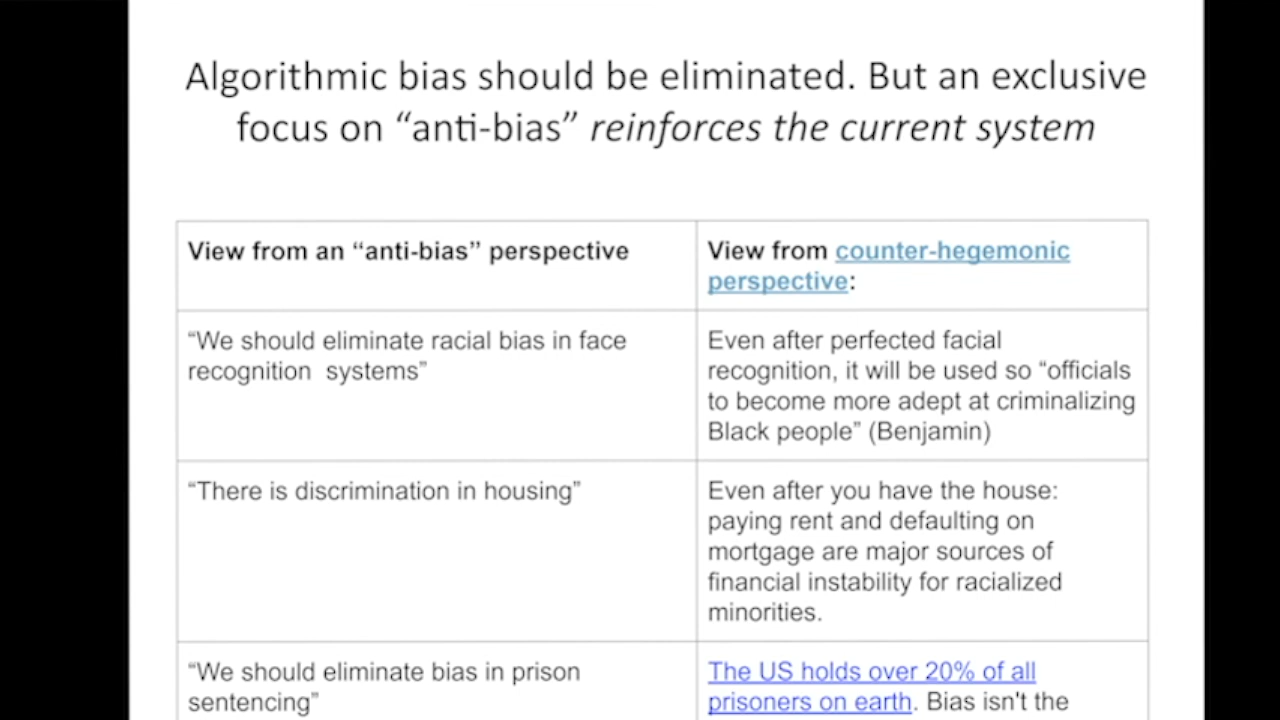 Algorithmic bias should be eliminated. But an exclusive
focus on “anti-bias” reinforces the current system
View from an “anti-bias” perspective
View from counter-hegemonic
perspective:
“We should eliminate racial bias in face
recognition  systems”
Even after perfected facial
recognition, it will be used so “officials
to become more adept at criminalizing
Black people” (Benjamin)
“There is discrimination in housing”
Even after you have the house:
paying rent and defaulting on
mortgage are major sources of
financial instability for racialized
minorities.
“We should eliminate bias in prison
sentencing”
The US holds over 20% of all
prisoners on earth. Bias isn't the